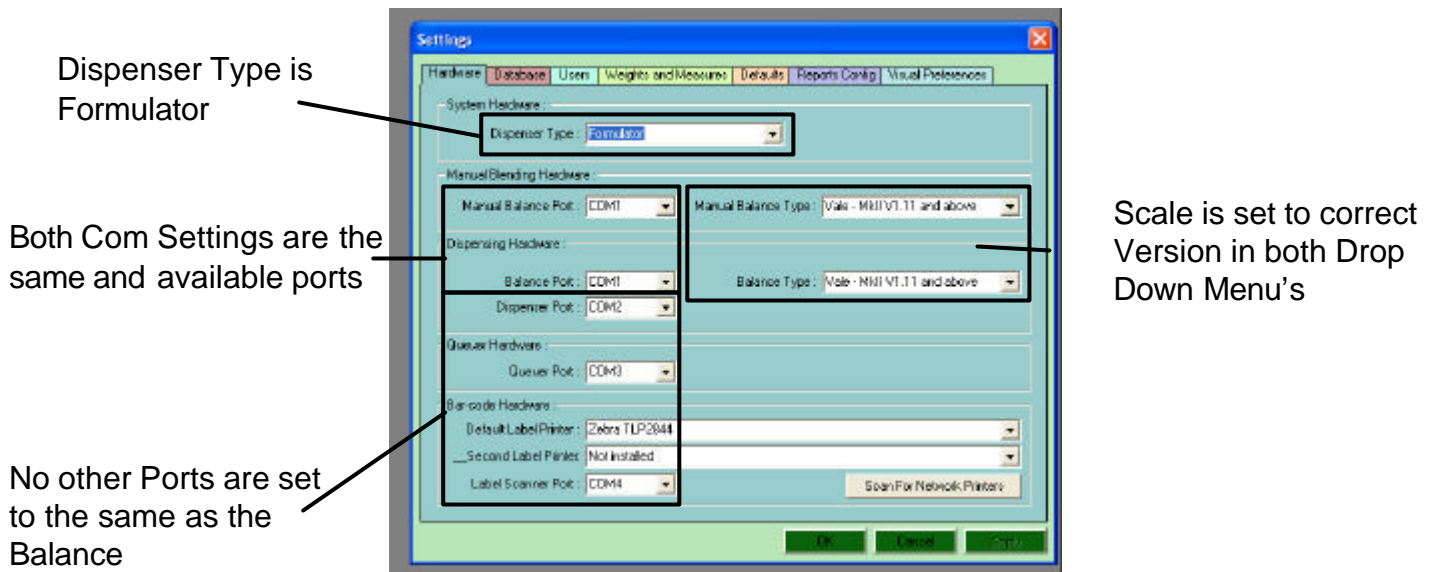 Dispenser Type is
Formulator
Both Com Settings are the
same and available ports
No other Ports are set
to the same as the
Balance
Settings
Hardware Database Users Weights and Measures Defaults Reports Config Visual Preferences
System Hardware :
Dispenser Type : Formulator
Manual Blending Hardware :
Manual Balance Port : COM1 Manual Balance Type : Vale - MkII V1.11 and above
Dispensing Hardware :
Balance Port : COM1 Balance Type : Vale - MkII V1.11 and above
Dispenser Port : COM2
Queuer Hardware :
Queuer Port : COM3
Bar-code Hardware :
Default Label Printer : Zebra TLP2844
__Second Label Printer Not installed
Label Scanner Port : COM4 Scan For Network Printers
OK Cancel Apply
Scale is set to correct
Version in both Drop
Down Menu's